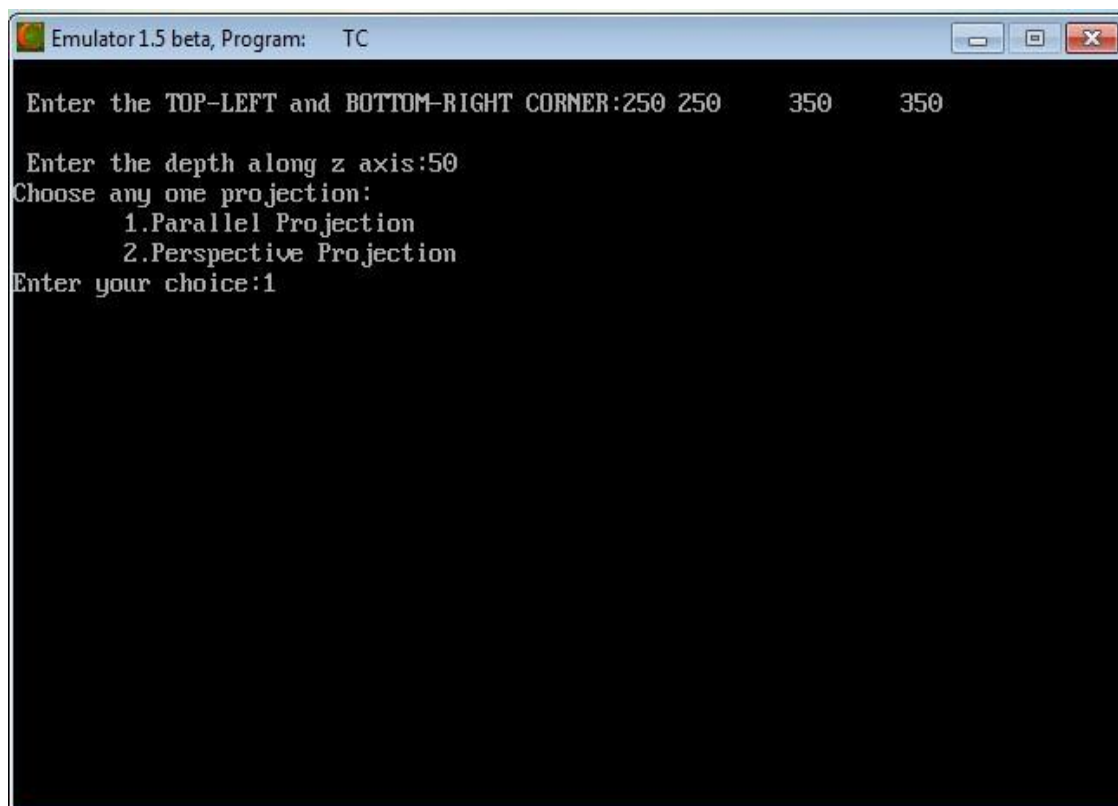 Emulator 1.5 beta, Program: TC
Enter the TOP-LEFT and BOTTOM-RIGHT CORNER:250 250 350 350
Enter the depth along z axis:50
Choose any one projection:
1.Parallel Projection
2.Perspective Projection
Enter your choice:1